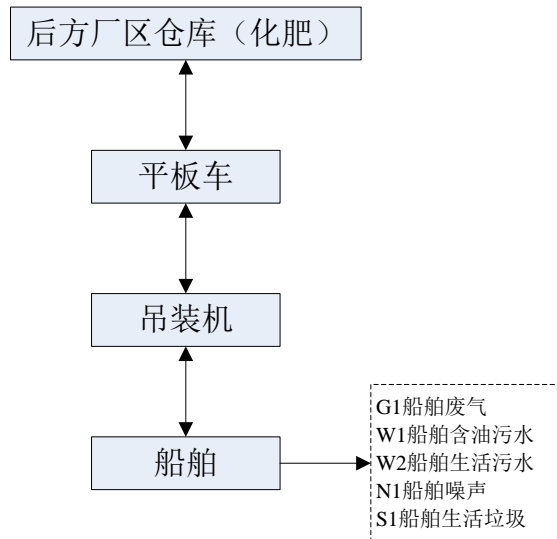 后方厂区仓库（化肥）
平板车
吊装机
船舶
G1船舶废气
W1船舶含油污水
W2船舶生活污水
N1船舶噪声
S1船舶生活垃圾